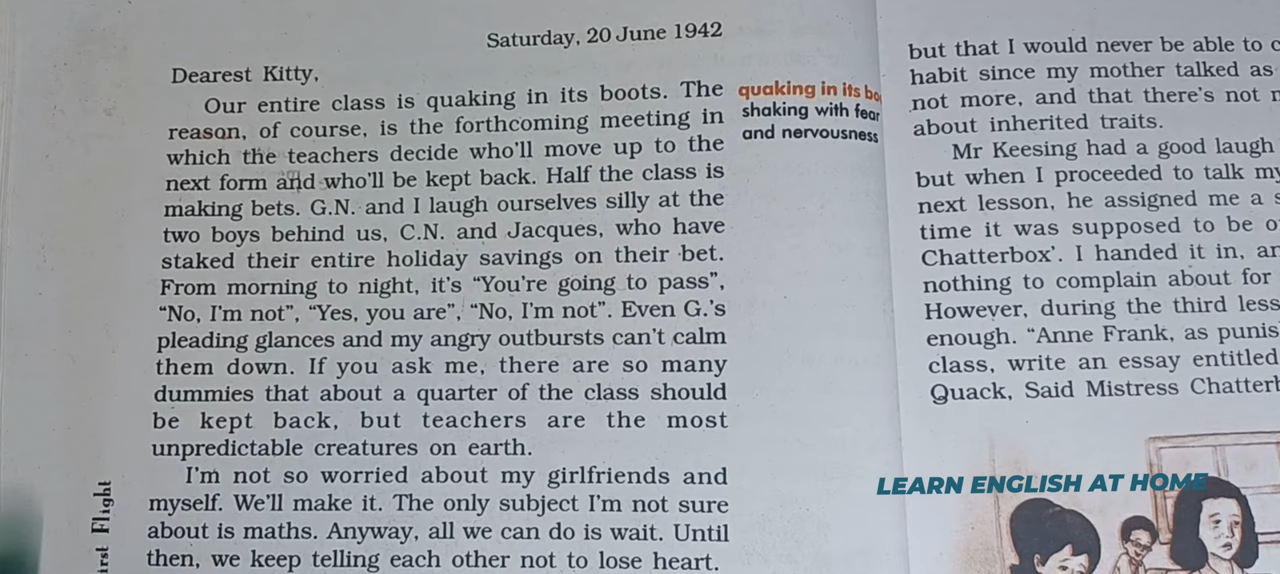 Saturday, 20 June 1942
Dearest Kitty,
Our entire class is quaking in its boots. The
reason, of course, is the forthcoming meeting in
which the teachers decide who'll move up to the
next form and who'll be kept back. Half the class is
making bets. G.N. and I laugh ourselves silly at the
two boys behind us, C.N. and Jacques, who have
staked their entire holiday savings on their bet.
From morning to night, it's “You're going to pass”,
“No, I'm not”, “Yes, you are”, “No, I'm not”. Even G.'s
pleading glances and my angry outbursts can't calm
them down. If you ask me, there are so many
dummies that about a quarter of the class should
be kept back, but teachers are the most
unpredictable creatures on earth.
I'm not so worried about my girlfriends and
myself. We'll make it. The only subject I'm not sure
about is maths. Anyway, all we can do is wait. Until
then, we keep telling each other not to lose heart.
quaking in its
shaking with fear
and nervousness
Flight
but that I would never be able to
habit since my mother talked as
not more, and that there's not
about inherited traits.
Mr Keesing had a good laugh
but when I proceeded to talk
next lesson, he assigned me a
time it was supposed to be
Chatterbox'. I handed it in,
nothing to complain about for
However, during the third
enough. “Anne Frank, as
class, write an essay entitled
Quack, Said Mistress
LEARN ENGLISH AT HOME